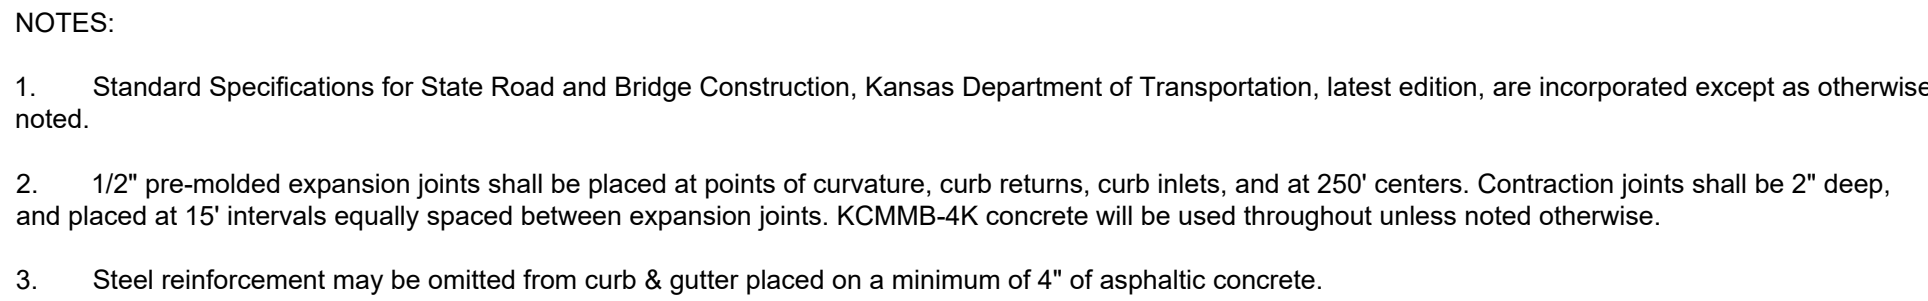 NOTES:
1. Standard Specifications for State Road and Bridge Construction, Kansas Department of Transportation, latest edition, are incorporated except as otherwise
noted.
2. 1/2" pre-molded expansion joints shall be placed at points of curvature, curb returns, curb inlets, and at 250' centers. Contraction joints shall be 2" deep,
and placed at 15' intervals equally spaced between expansion joints. KCMMB-4K concrete will be used throughout unless noted otherwise.
3. Steel reinforcement may be omitted from curb & gutter placed on a minimum of 4" of asphaltic concrete.